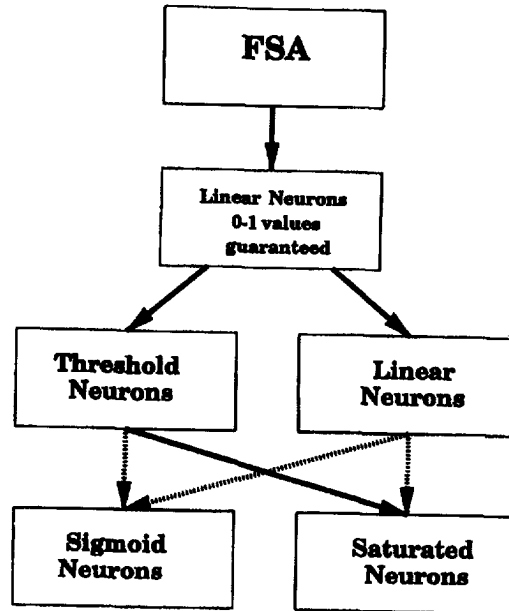 FSA
Linear Neurons
0-1 values
guaranteed
Threshold
Neurons
Linear
Neurons
Sigmoid
Neurons
Saturated
Neurons